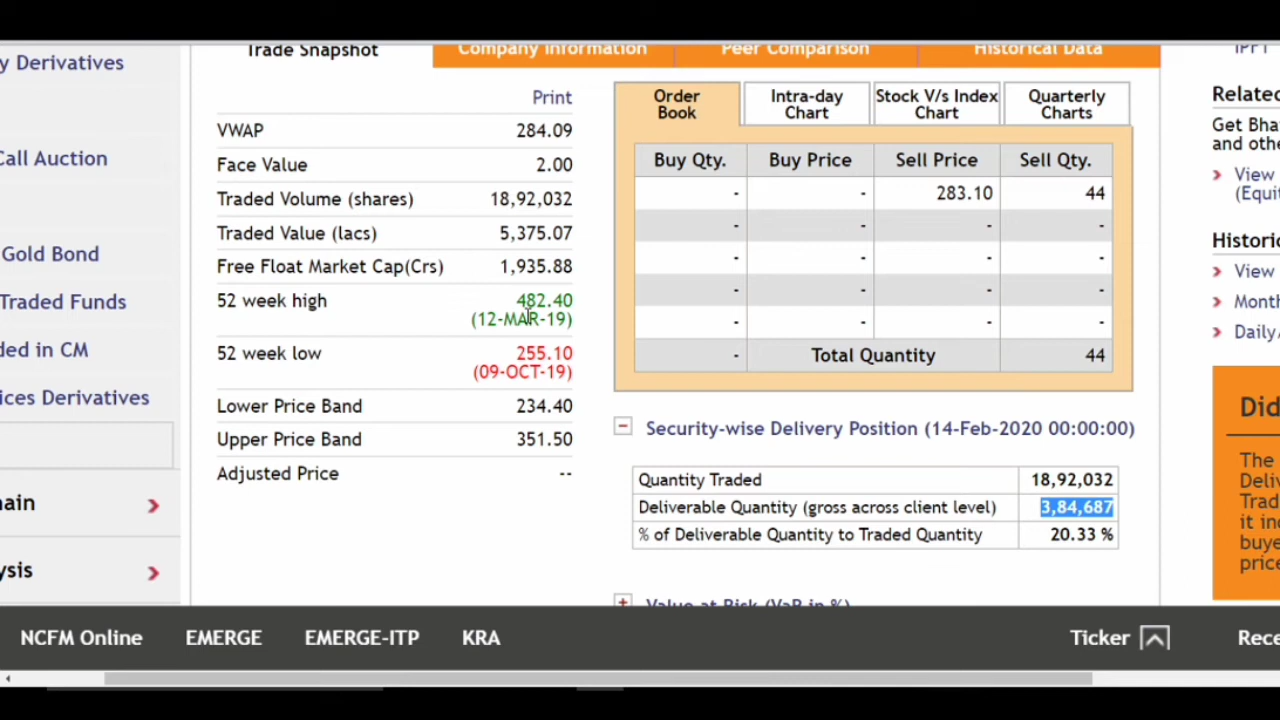 y Derivatives
Call Auction
Gold Bond
Traded Funds
ded in CM
ices Derivatives
ain
ysis
Trade Snapshot
Company Information
Peer Comparison
Historical Data
Print
VWAP 284.09
Face Value 2.00
Traded Volume (shares) 18,92,032
Traded Value (lacs) 5,375.07
Free Float Market Cap(Crs) 1,935.88
52 week high 482.40
(12-MAR-19)
52 week low 255.10
(09-OCT-19)
Lower Price Band 234.40
Upper Price Band 351.50
Adjusted Price --
Order
Book
Intra-day
Chart
Stock V/s Index
Chart
Quarterly
Charts
Buy Qty. Buy Price Sell Price Sell Qty.
- - 283.10 44
- - - -
- - - -
- - - -
- - - -
- Total Quantity 44
Security-wise Delivery Position (14-Feb-2020 00:00:00)
Quantity Traded 18,92,032
Deliverable Quantity (gross across client level) 3,84,687
% of Deliverable Quantity to Traded Quantity 20.33 %
Value at Risk (VaR in %)
Related
Get Bha
and othe
View
(Equit
Historic
View
Month
Daily/
Did
The
Deliv
Trad
it inc
buye
price
NCFM Online EMERGE EMERGE-ITP KRA Ticker Rece